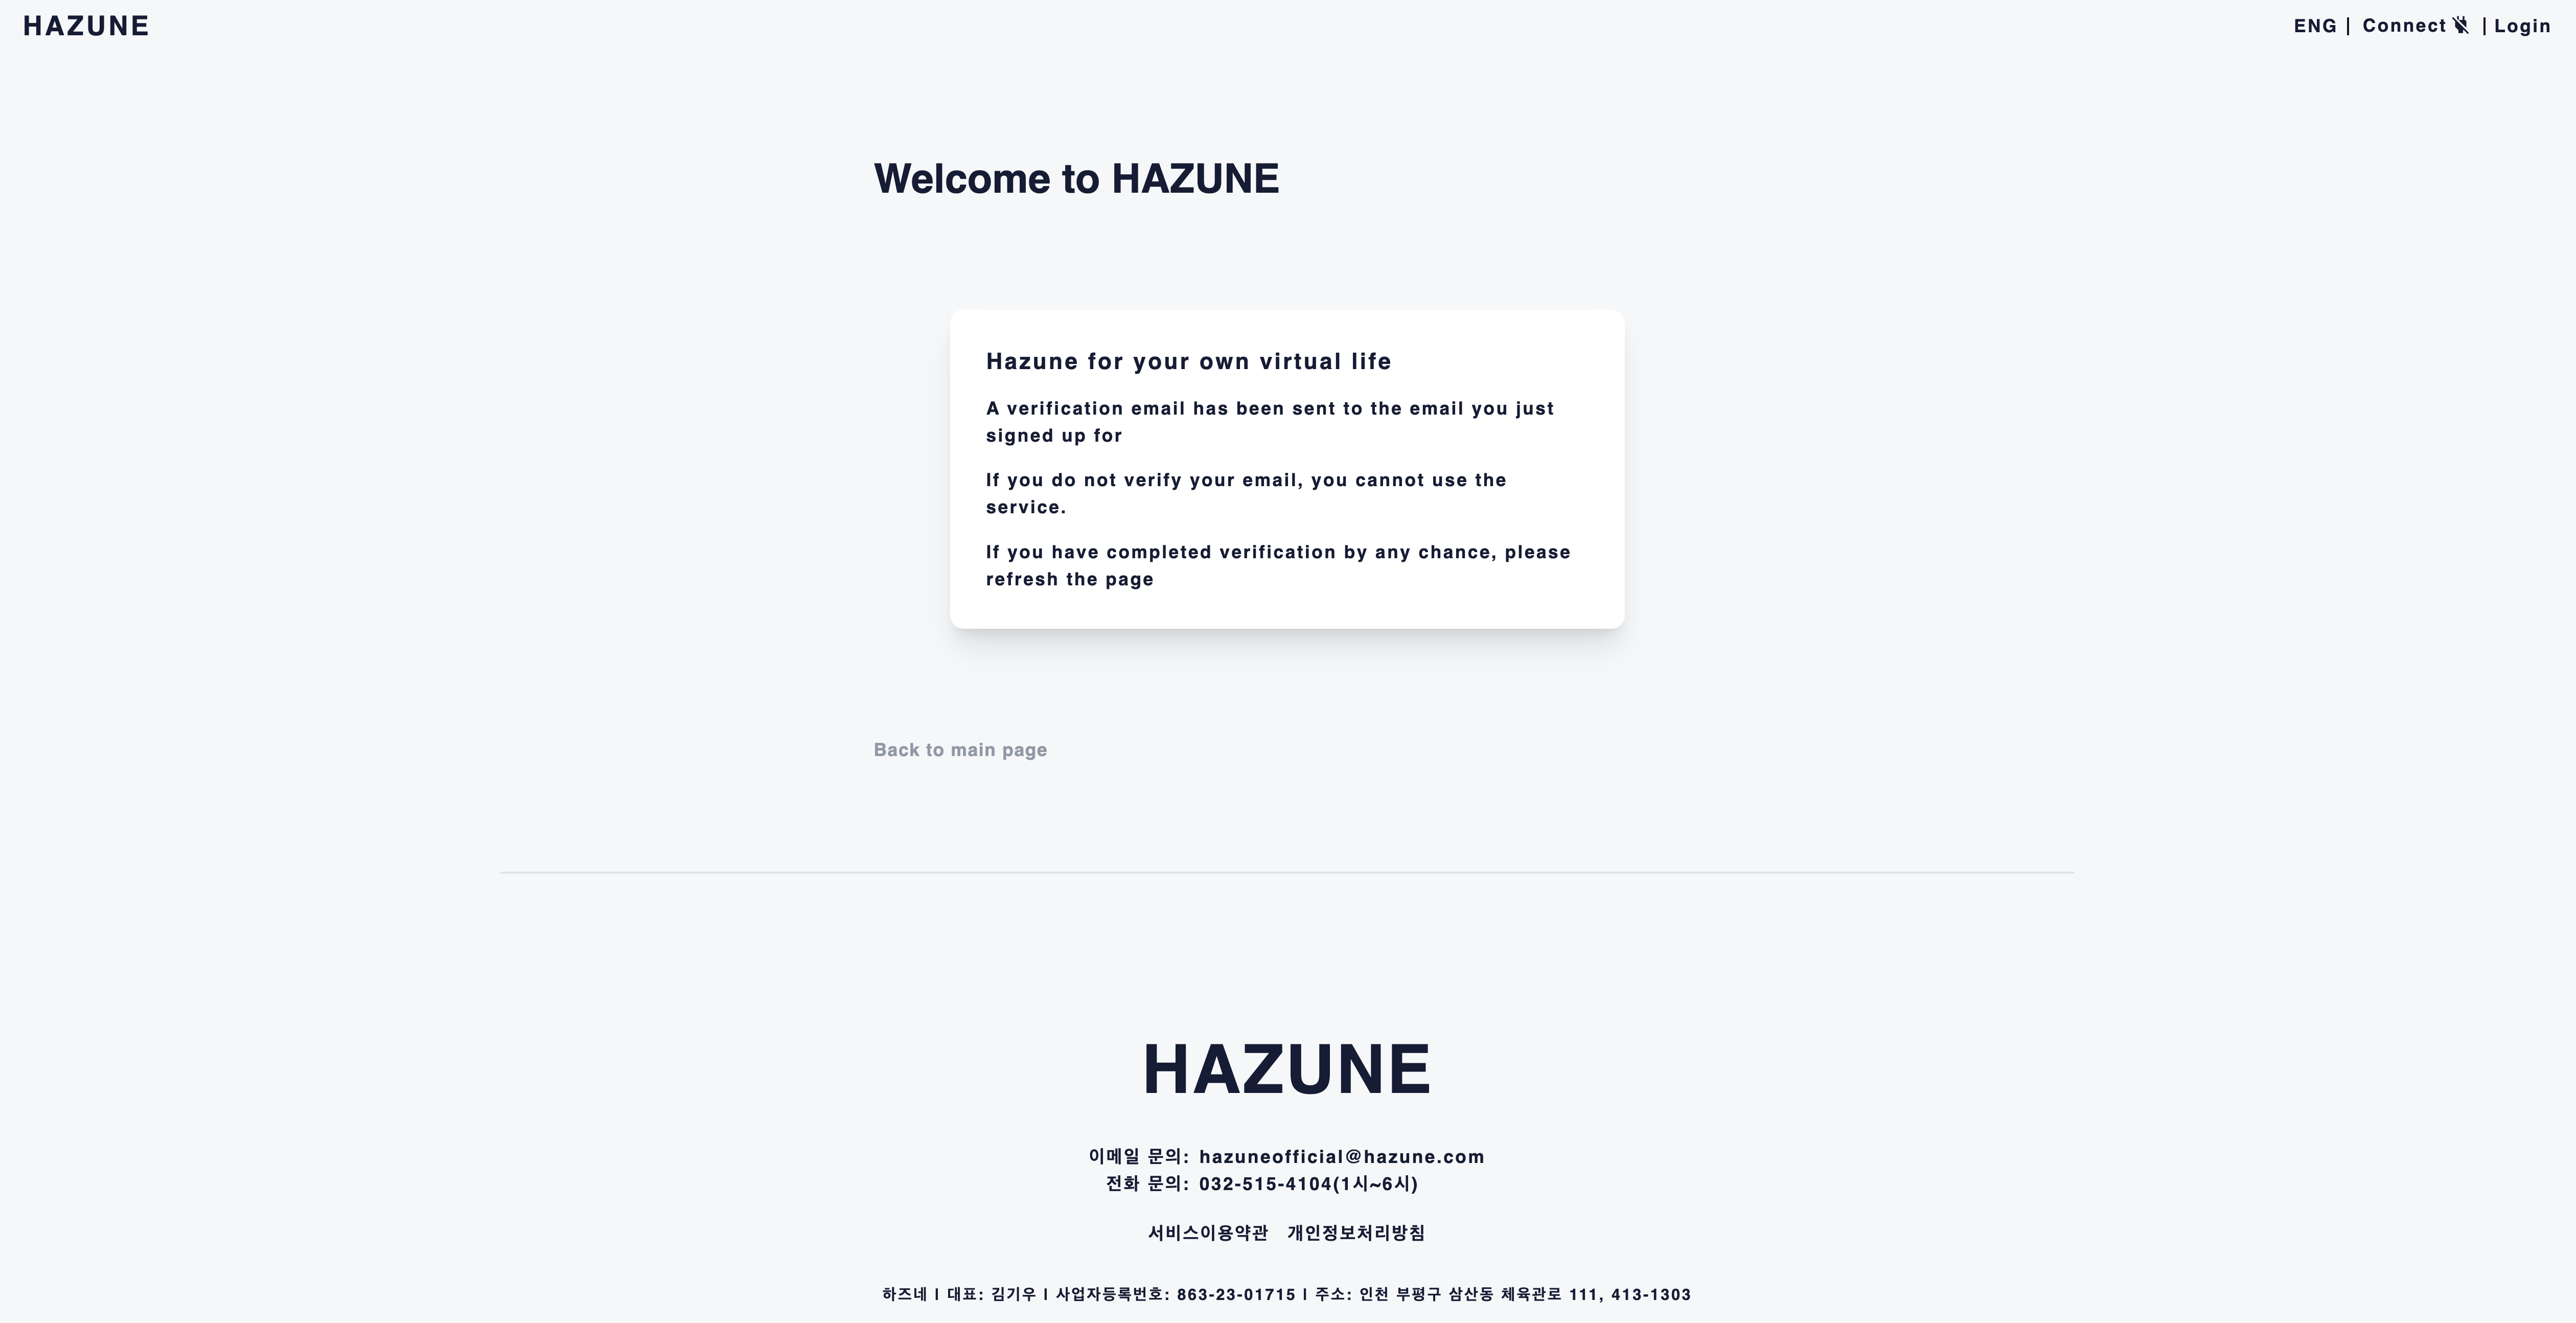 HAZUNE
ENG | Connect | Login
Welcome to HAZUNE
Hazune for your own virtual life
A verification email has been sent to the email you just
signed up for
If you do not verify your email, you cannot use the
service.
If you have completed verification by any chance, please
refresh the page
Back to main page
HAZUNE
이메일 문의: hazuneofficial@hazune.com
전화 문의: 032-515-4104(1시~6시)
서비스이용약관 개인정보처리방침
하즈네 I 대표: 김기우 I 사업자등록번호: 863-23-01715 I 주소: 인천 부평구 삼산동 체육관로 111, 413-1303